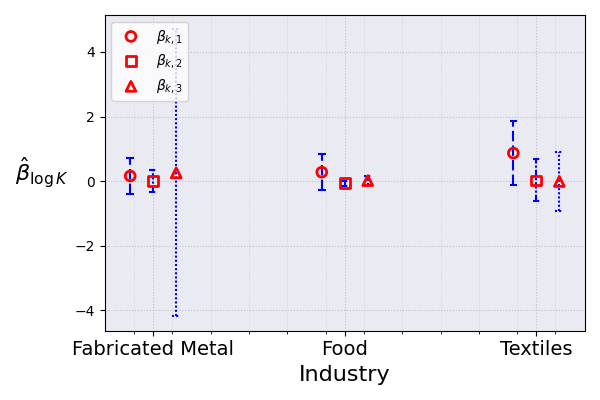 β_{k,1}
β_{k,2}
β_{k,3}
4
2
0
−2
−4
β̂_{log K}
Fabricated Metal Food Textiles
Industry